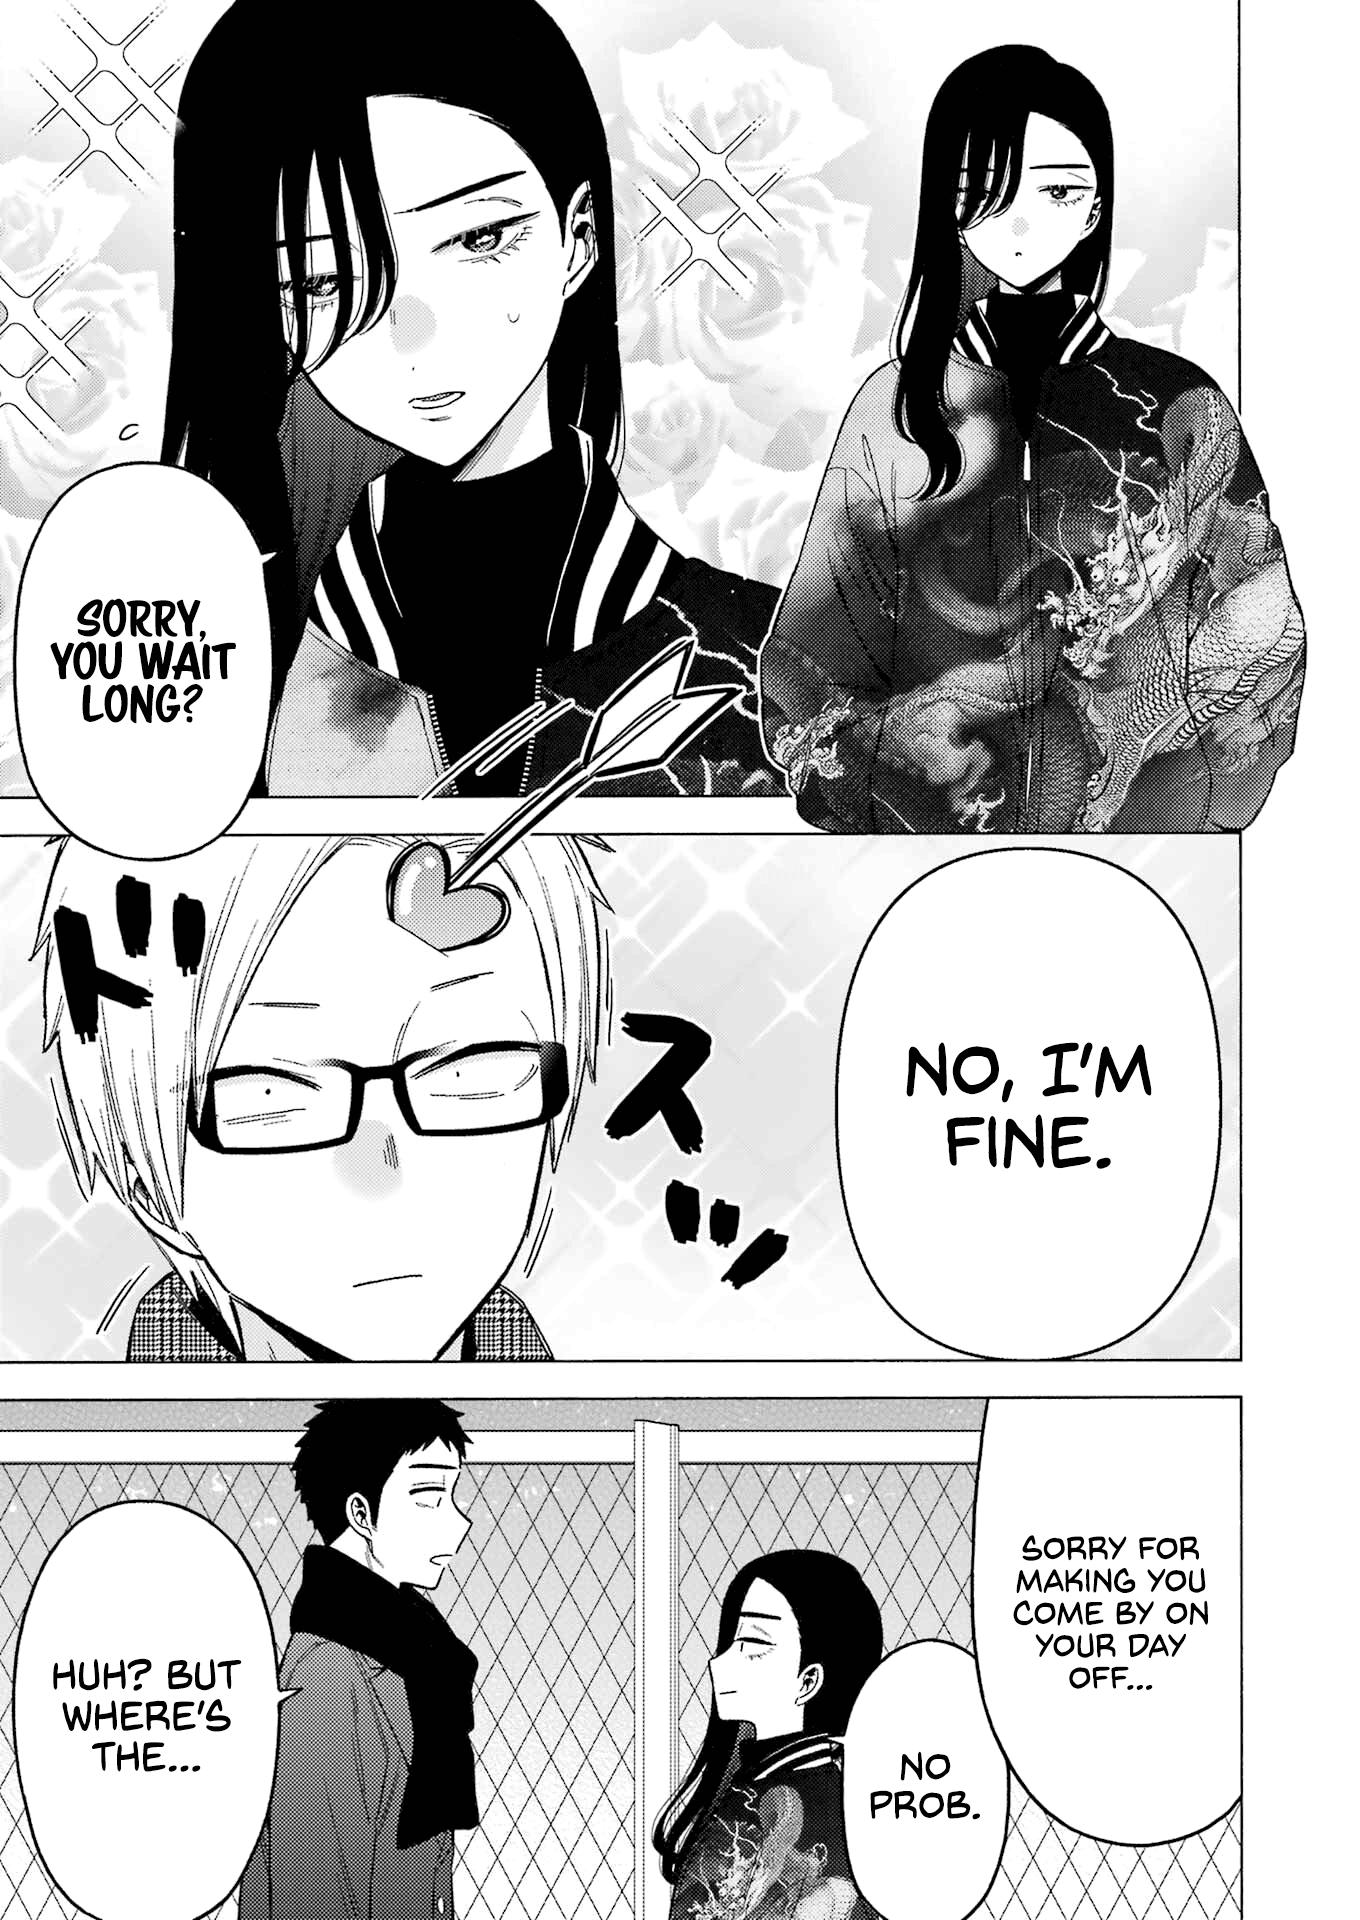 SORRY,
YOU WAIT
LONG?
ドスッ
NO, I'M
FINE.
SORRY FOR
MAKING YOU
COME BY ON
YOUR DAY
OFF...
NO
PROB.
HUH? BUT
WHERE'S
THE...